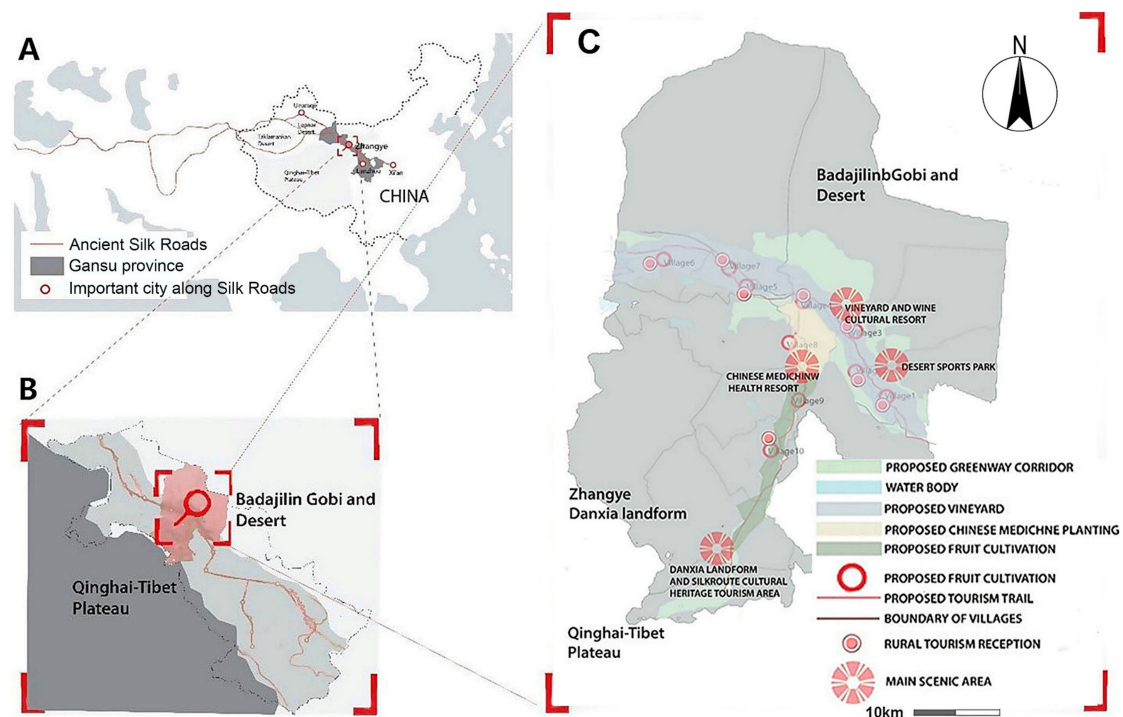 A
Urumqi
Lopnor
Desert
Taklamankan
Desert
Zhangye
Lanzhou
Xi'an
Qinghai-Tibet
Plateau
CHINA
Ancient Silk Roads
Gansu province
Important city along Silk Roads
B
Badajilin Gobi and
Desert
Qinghai-Tibet
Plateau
C
N
BadajilinbGobi and
Desert
Village6
Village7
Village5
VINEYARD AND WINE
CULTURAL RESORT
Village3
Village8
CHINESE MEDICHINW
HEALTH RESORT
DESERT SPORTS PARK
Village1
Village9
Village10
Zhangye
Danxia landform
DANXIA LANDFORM
AND SILKROUTE CULTURAL
HERITAGE TOURISM AREA
Qinghai-Tibet
Plateau
PROPOSED GREENWAY CORRIDOR
WATER BODY
PROPOSED VINEYARD
PROPOSED CHINESE MEDICHNE PLANTING
PROPOSED FRUIT CULTIVATION
PROPOSED FRUIT CULTIVATION
PROPOSED TOURISM TRAIL
BOUNDARY OF VILLAGES
RURAL TOURISM RECEPTION
MAIN SCENIC AREA
10km